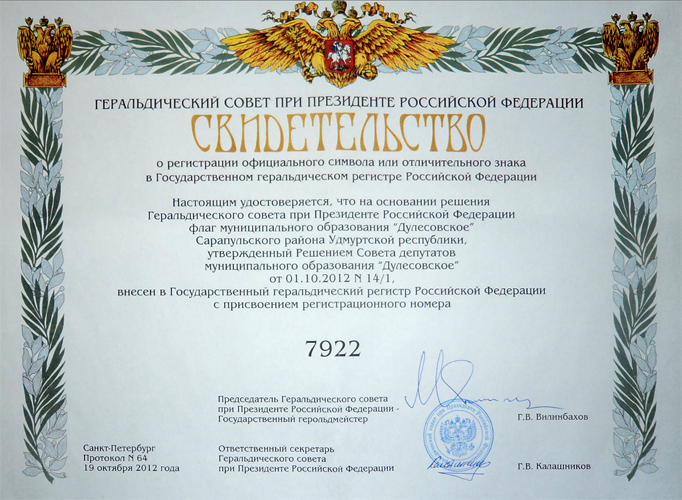 ГЕРАЛЬДИЧЕСКИЙ СОВЕТ ПРИ ПРЕЗИДЕНТЕ РОССИЙСКОЙ ФЕДЕРАЦИИ
СВИДЕТЕЛЬСТВО
о регистрации официального символа или отличительного знака
в Государственном геральдическом регистре Российской Федерации
Настоящим удостоверяется, что на основании решения
Геральдического совета при Президенте Российской Федерации
флаг муниципального образования "Дулесовское"
Сарапульского района Удмуртской республики,
утвержденный Решением Совета депутатов
муниципального образования "Дулесовское"
от 01.10.2012 N 14/1,
внесен в Государственный геральдический регистр Российской Федерации
с присвоением регистрационного номера
7922
Председатель Геральдического совета
при Президенте Российской Федерации -
Государственный герольдмейстер
Г.В. Вилинбахов
Санкт-Петербург
Протокол N 64
19 октября 2012 года
Ответственный секретарь
Геральдического совета
при Президенте Российской Федерации
Г.В. Калашников